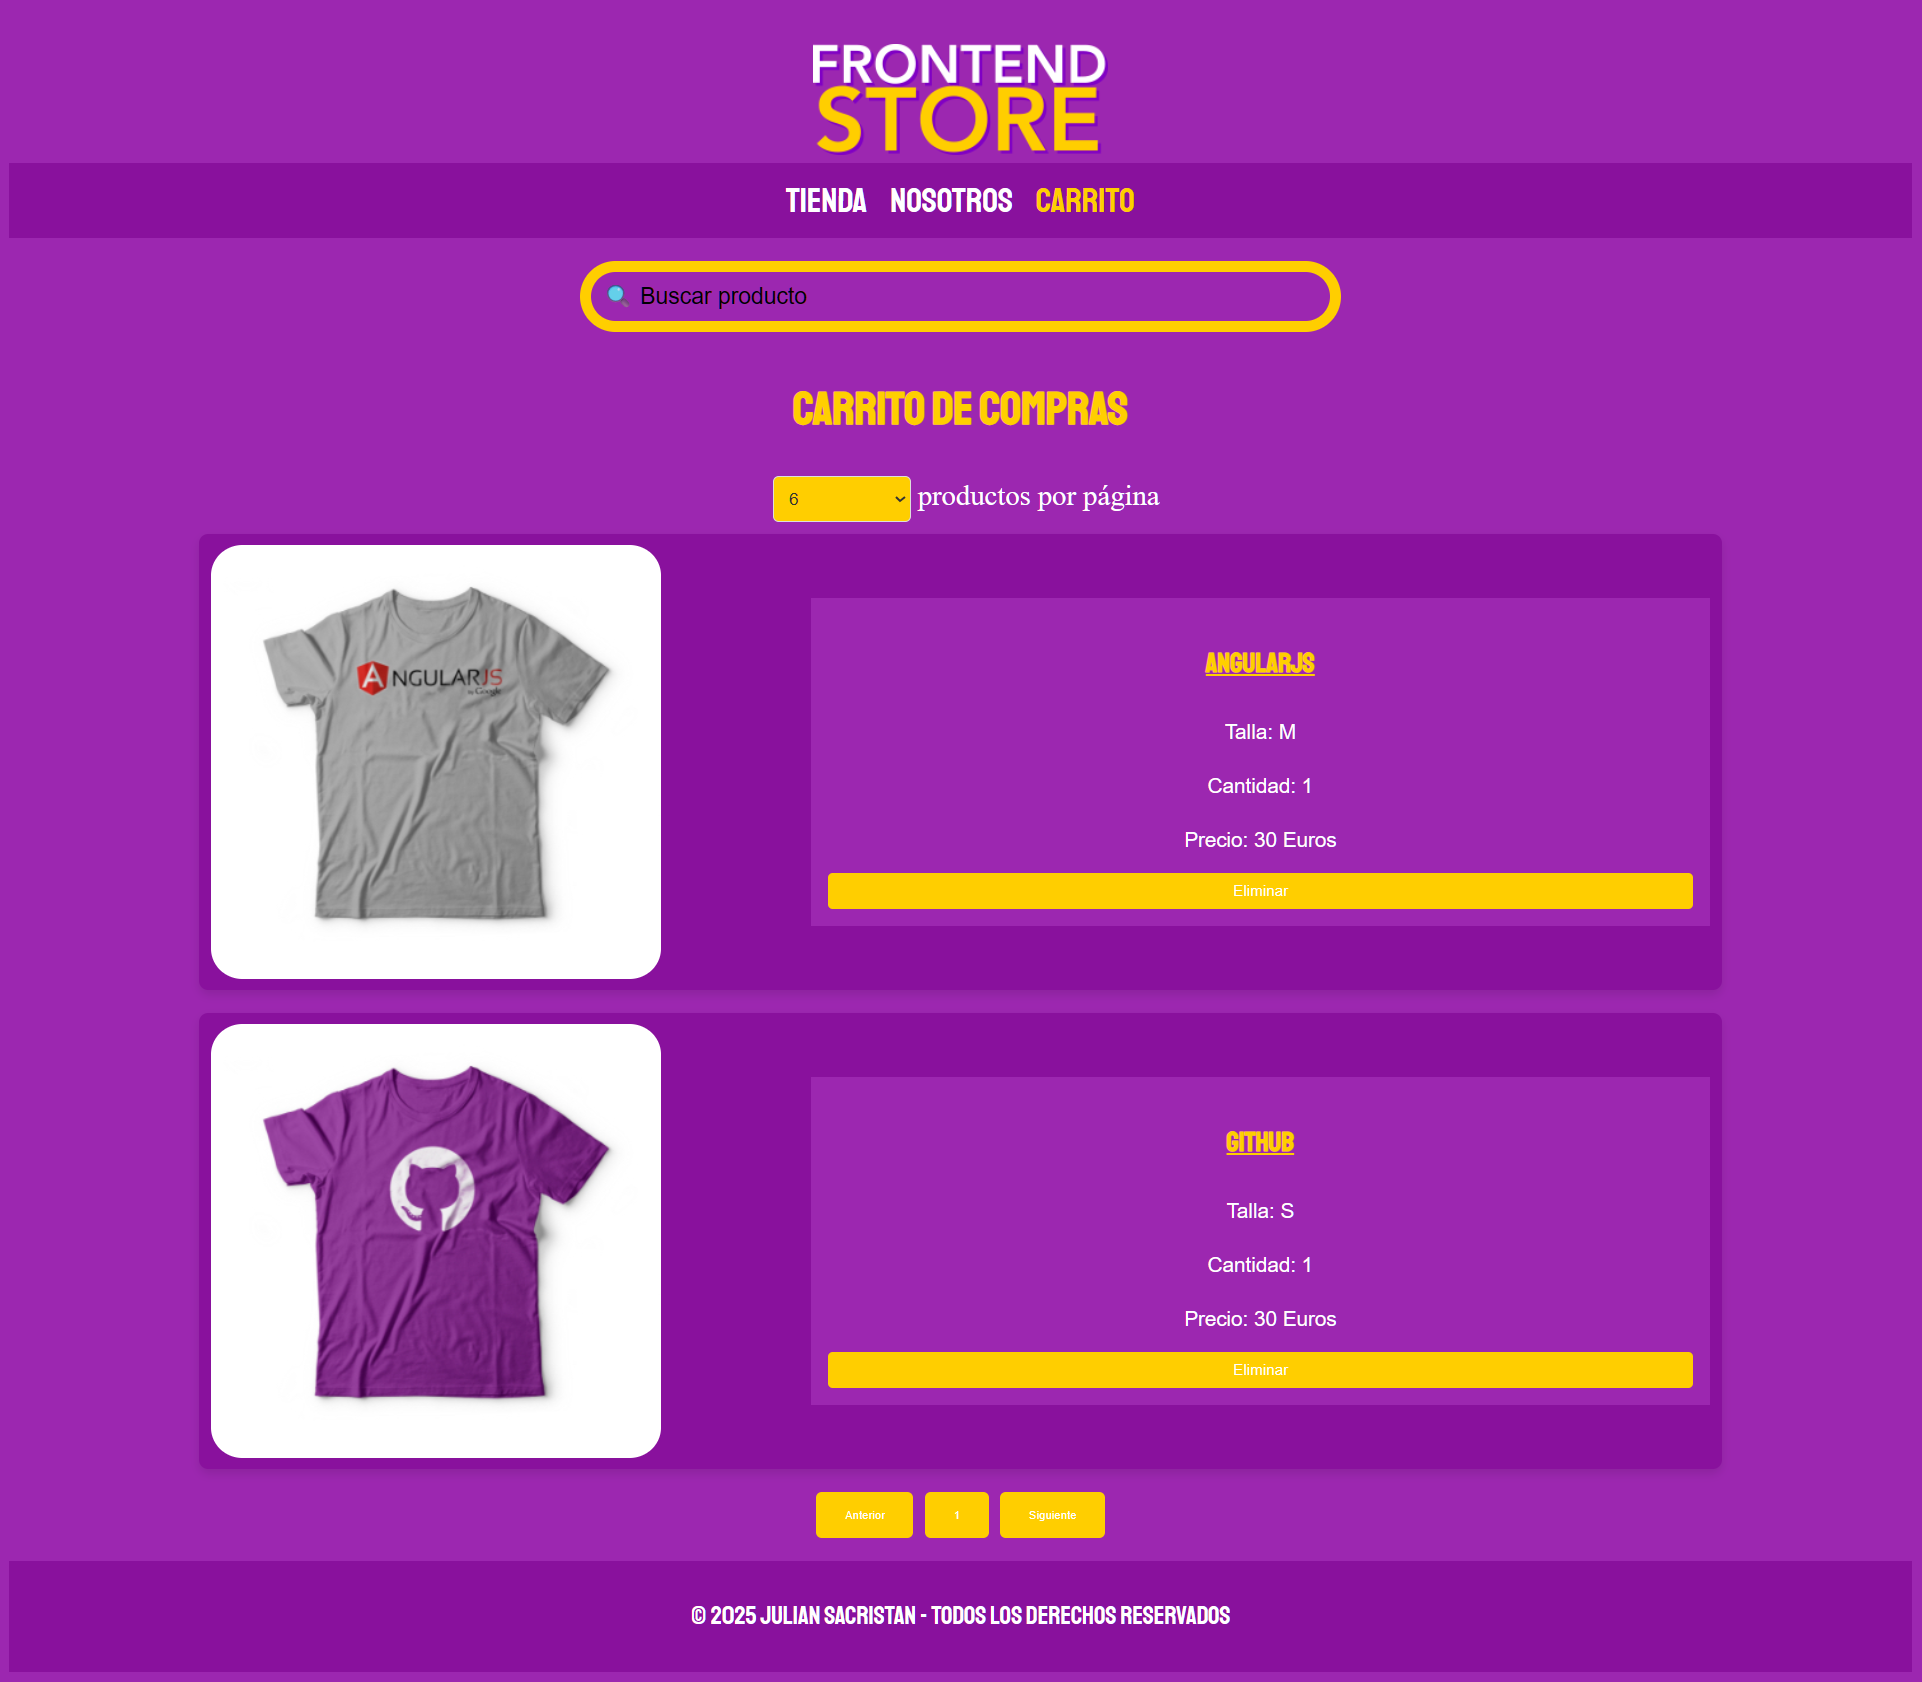 FRONTEND
STORE
TIENDA NOSOTROS CARRITO
Buscar producto
CARRITO DE COMPRAS
6 productos por página
ANGULARJS
by Google
ANGULARJS
Talla: M
Cantidad: 1
Precio: 30 Euros
Eliminar
GITHUB
Talla: S
Cantidad: 1
Precio: 30 Euros
Eliminar
Anterior 1 Siguiente
© 2025 JULIAN SACRISTAN - TODOS LOS DERECHOS RESERVADOS